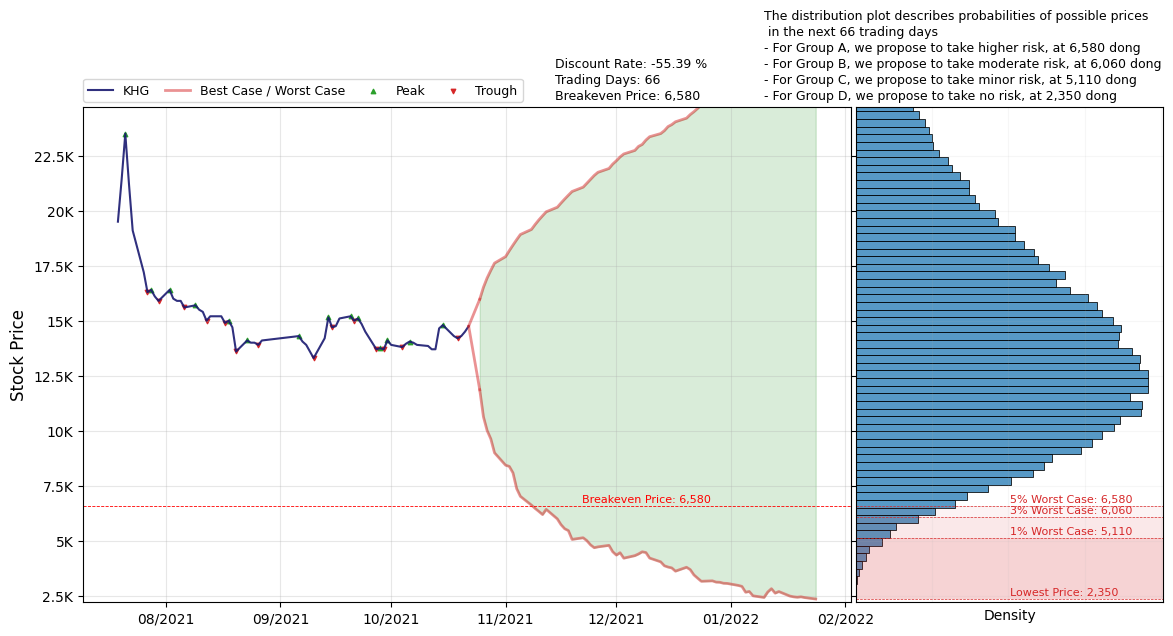 The distribution plot describes probabilities of possible prices
in the next 66 trading days
- For Group A, we propose to take higher risk, at 6,580 dong
- For Group B, we propose to take moderate risk, at 6,060 dong
- For Group C, we propose to take minor risk, at 5,110 dong
- For Group D, we propose to take no risk, at 2,350 dong
Discount Rate: -55.39 %
Trading Days: 66
Breakeven Price: 6,580
KHG
Best Case / Worst Case
Peak
Trough
Stock Price
22.5K
20K
17.5K
15K
12.5K
10K
7.5K
5K
2.5K
Breakeven Price: 6,580
08/2021
09/2021
10/2021
11/2021
12/2021
01/2022
02/2022
5% Worst Case: 6,580
3% Worst Case: 6,060
1% Worst Case: 5,110
Lowest Price: 2,350
Density